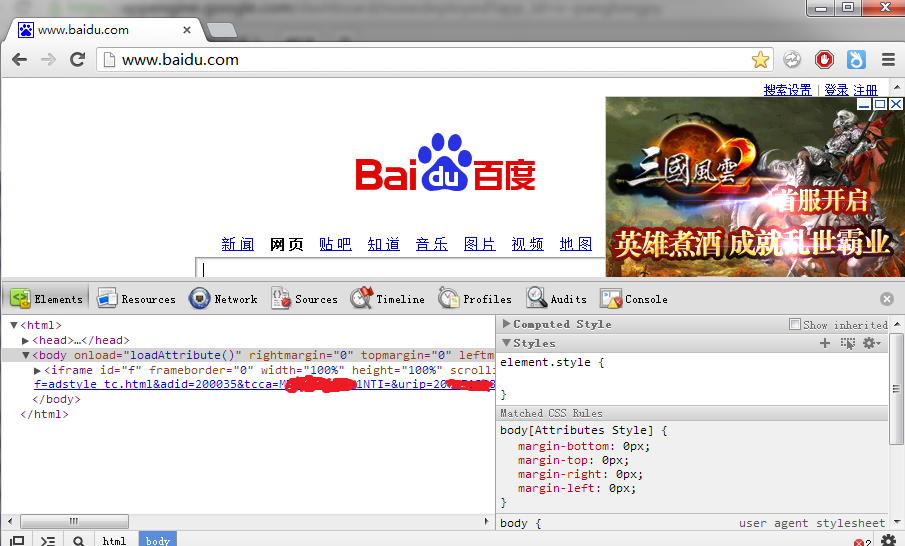 www.baidu.com
www.baidu.com
搜索设置 | 登录 注册
Bai du 百度
三國風雲2
首服开启
英雄煮酒 成就乱世霸业
新闻 网页 贴吧 知道 音乐 图片 视频 地图
Elements Resources Network Sources Timeline Profiles Audits Console
▼<html>
▶<head>…</head>
▼<body onload="loadAttribute()" rightmargin="0" topmargin="0" leftm
▶<iframe id="f" frameborder="0" width="100%" height="100%" scrolli
f=adstyle_tc.html&adid=200035&tcca=M 1NTI=&urip=20
</body>
</html>
▶Computed Style Show inherited
▼Styles
element.style {
}
Matched CSS Rules
body[Attributes Style] {
margin-bottom: 0px;
margin-top: 0px;
margin-right: 0px;
margin-left: 0px;
}
body { user agent stylesheet
html body 2